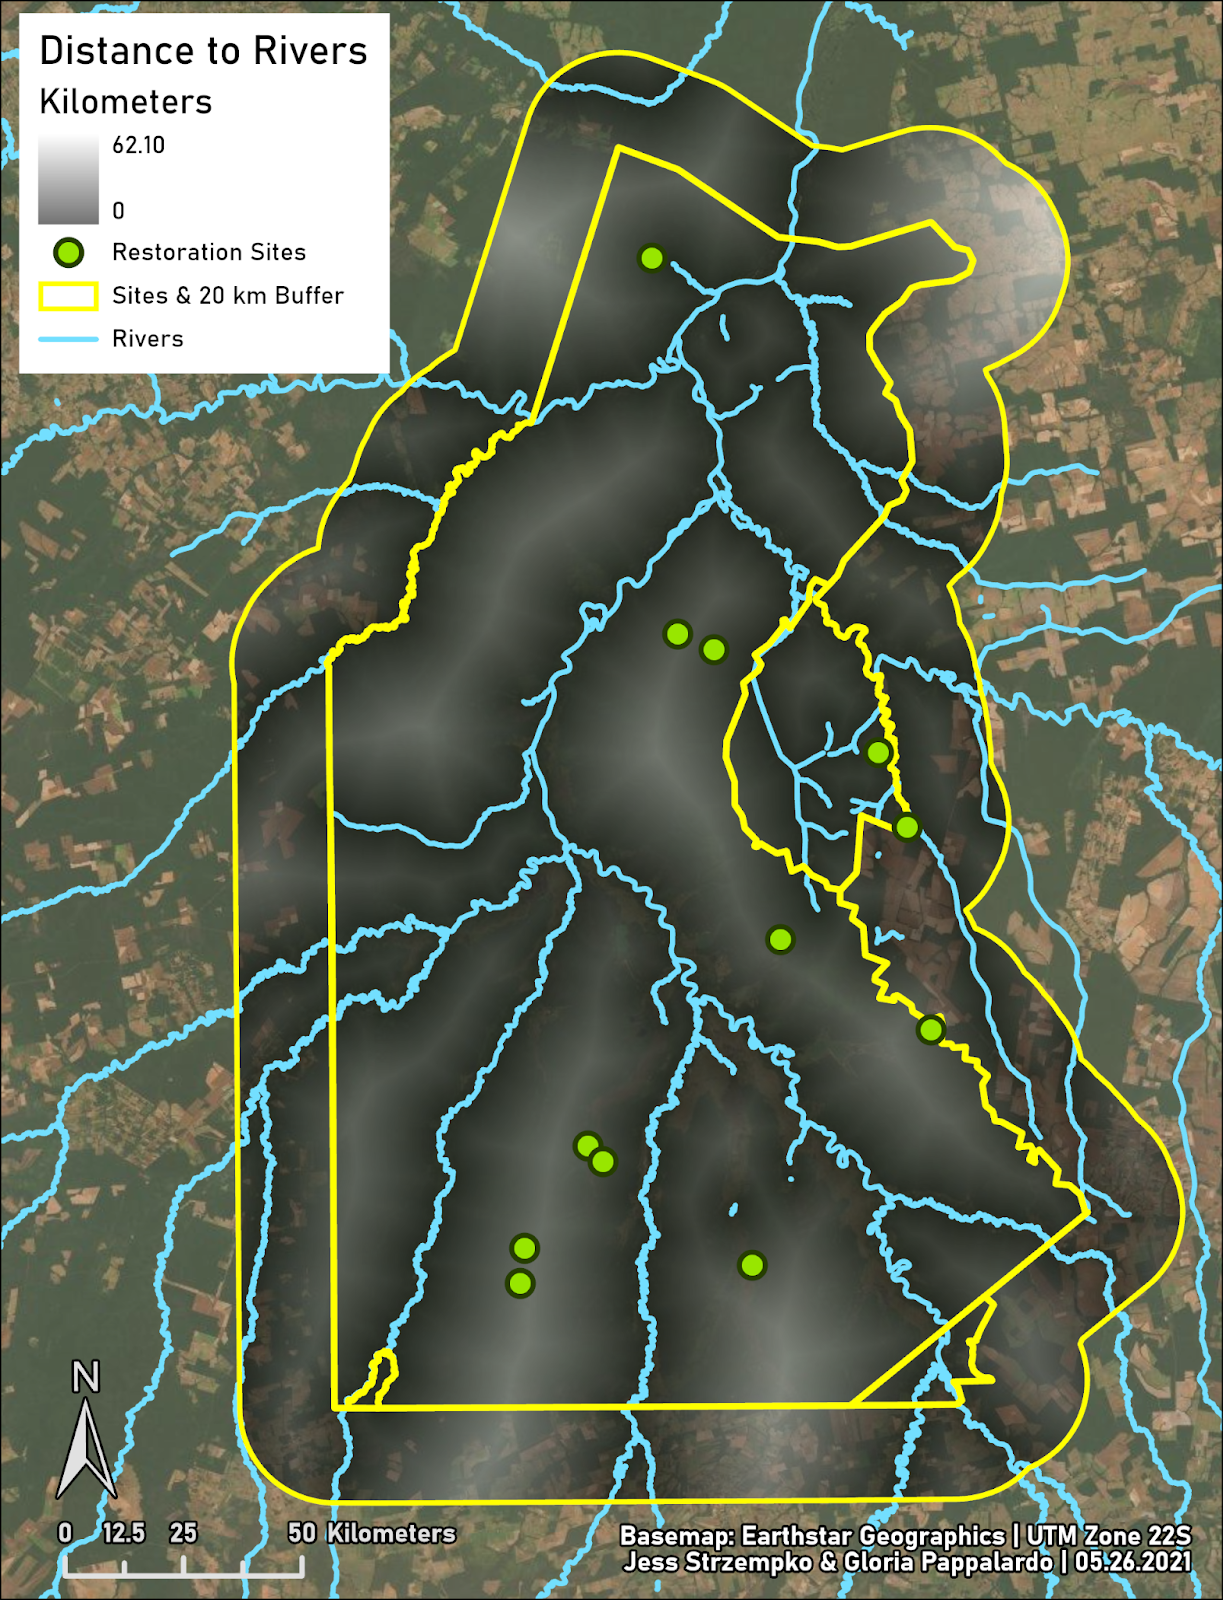 Distance to Rivers
Kilometers
62.10
0
Restoration Sites
Sites & 20 km Buffer
Rivers
N
0 12.5 25 50 Kilometers
Basemap: Earthstar Geographics | UTM Zone 22S
Jess Strzempko & Gloria Pappalardo | 05.26.2021